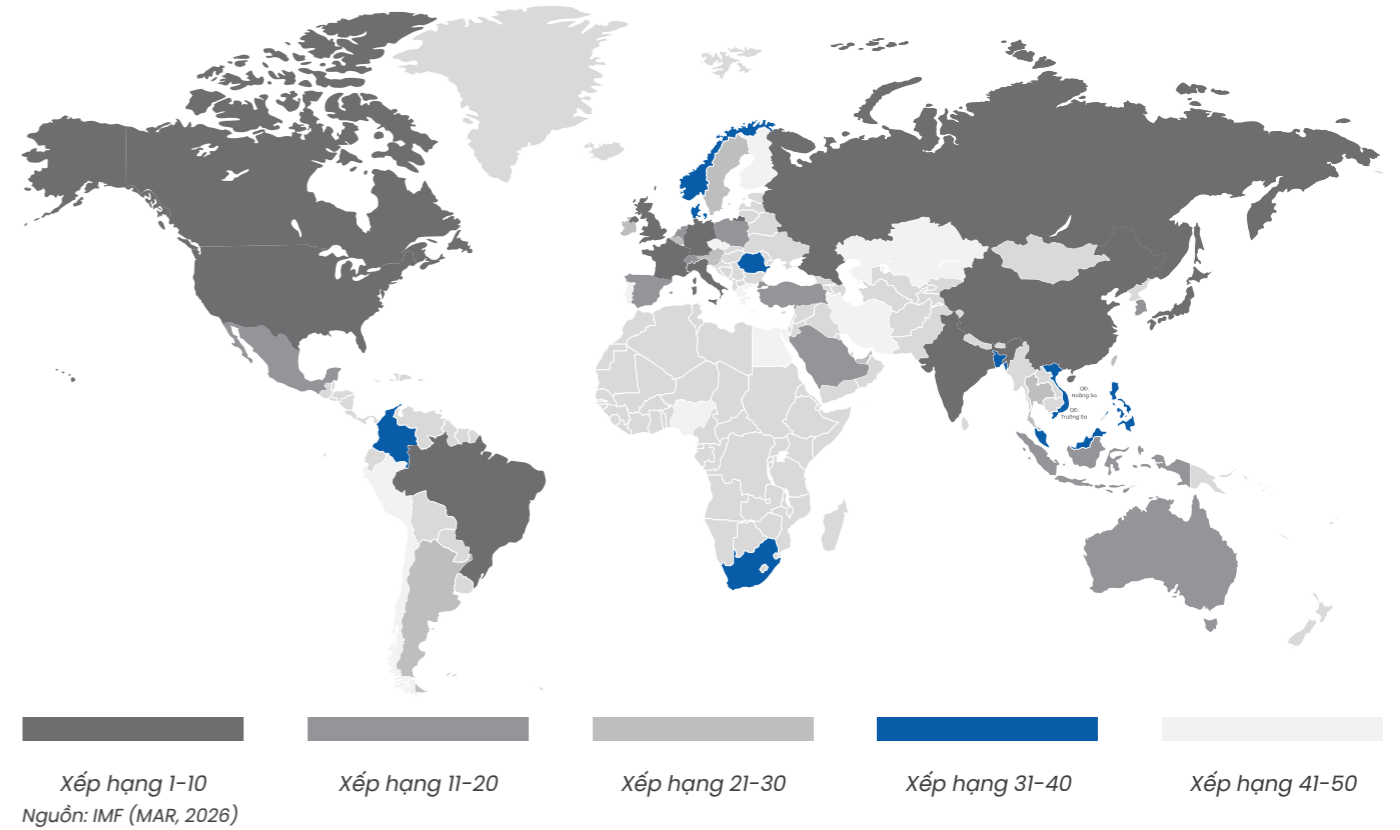 QĐ.
Hoàng Sa
QĐ.
Trường Sa
Xếp hạng 1-10
Xếp hạng 11-20
Xếp hạng 21-30
Xếp hạng 31-40
Xếp hạng 41-50
Nguồn: IMF (MAR, 2026)